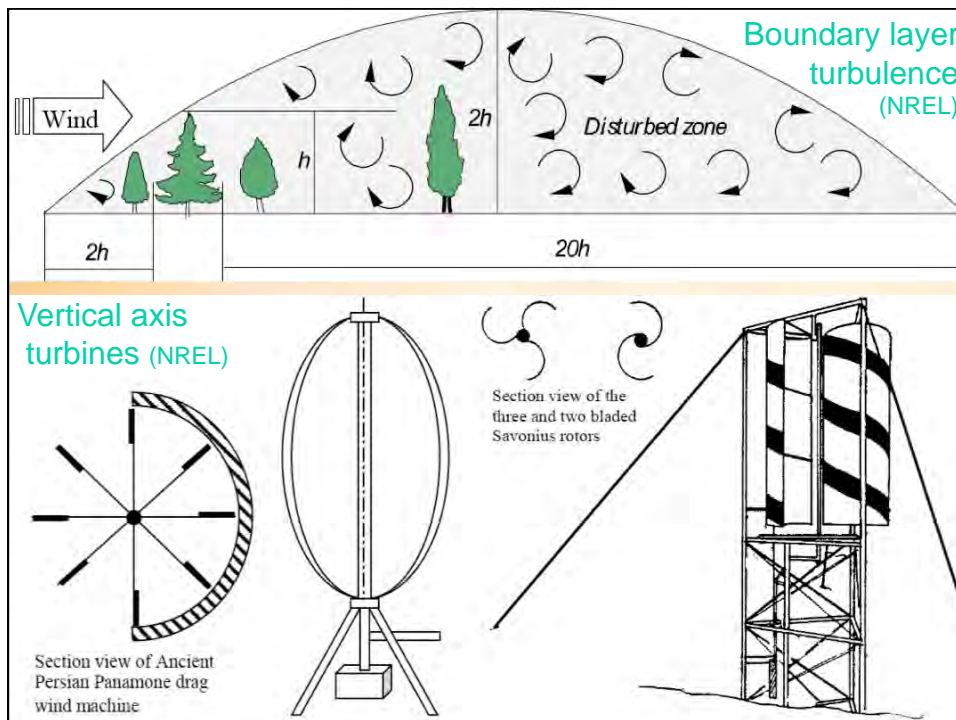 Boundary layer
turbulence
(NREL)
Wind
h
2h
Disturbed zone
2h
20h
Vertical axis
turbines (NREL)
Section view of the
three and two bladed
Savonius rotors
Section view of Ancient
Persian Panamone drag
wind machine